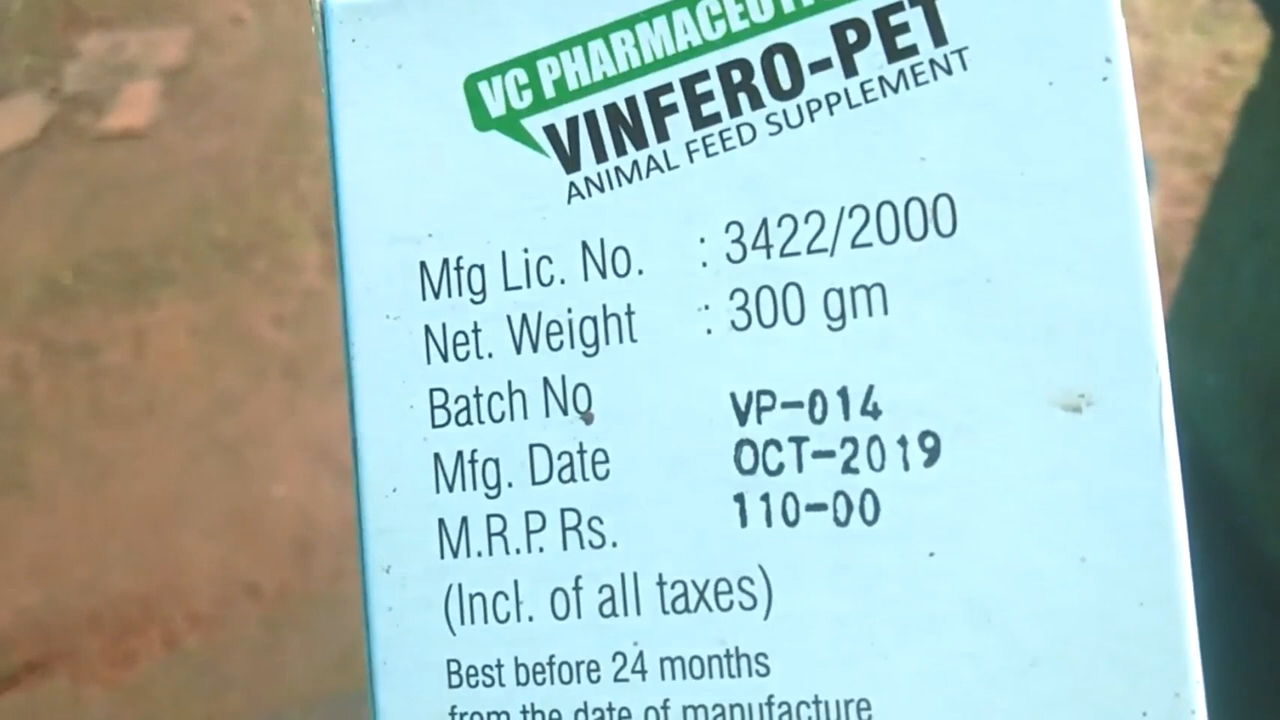 VC PHARMACEUTI
VINFERO-PET
ANIMAL FEED SUPPLEMENT
Mfg Lic. No. : 3422/2000
Net. Weight : 300 gm
Batch No VP-014
Mfg. Date OCT-2019
M.R.P. Rs. 110-00
(Incl. of all taxes)
Best before 24 months
from the date of manufacture